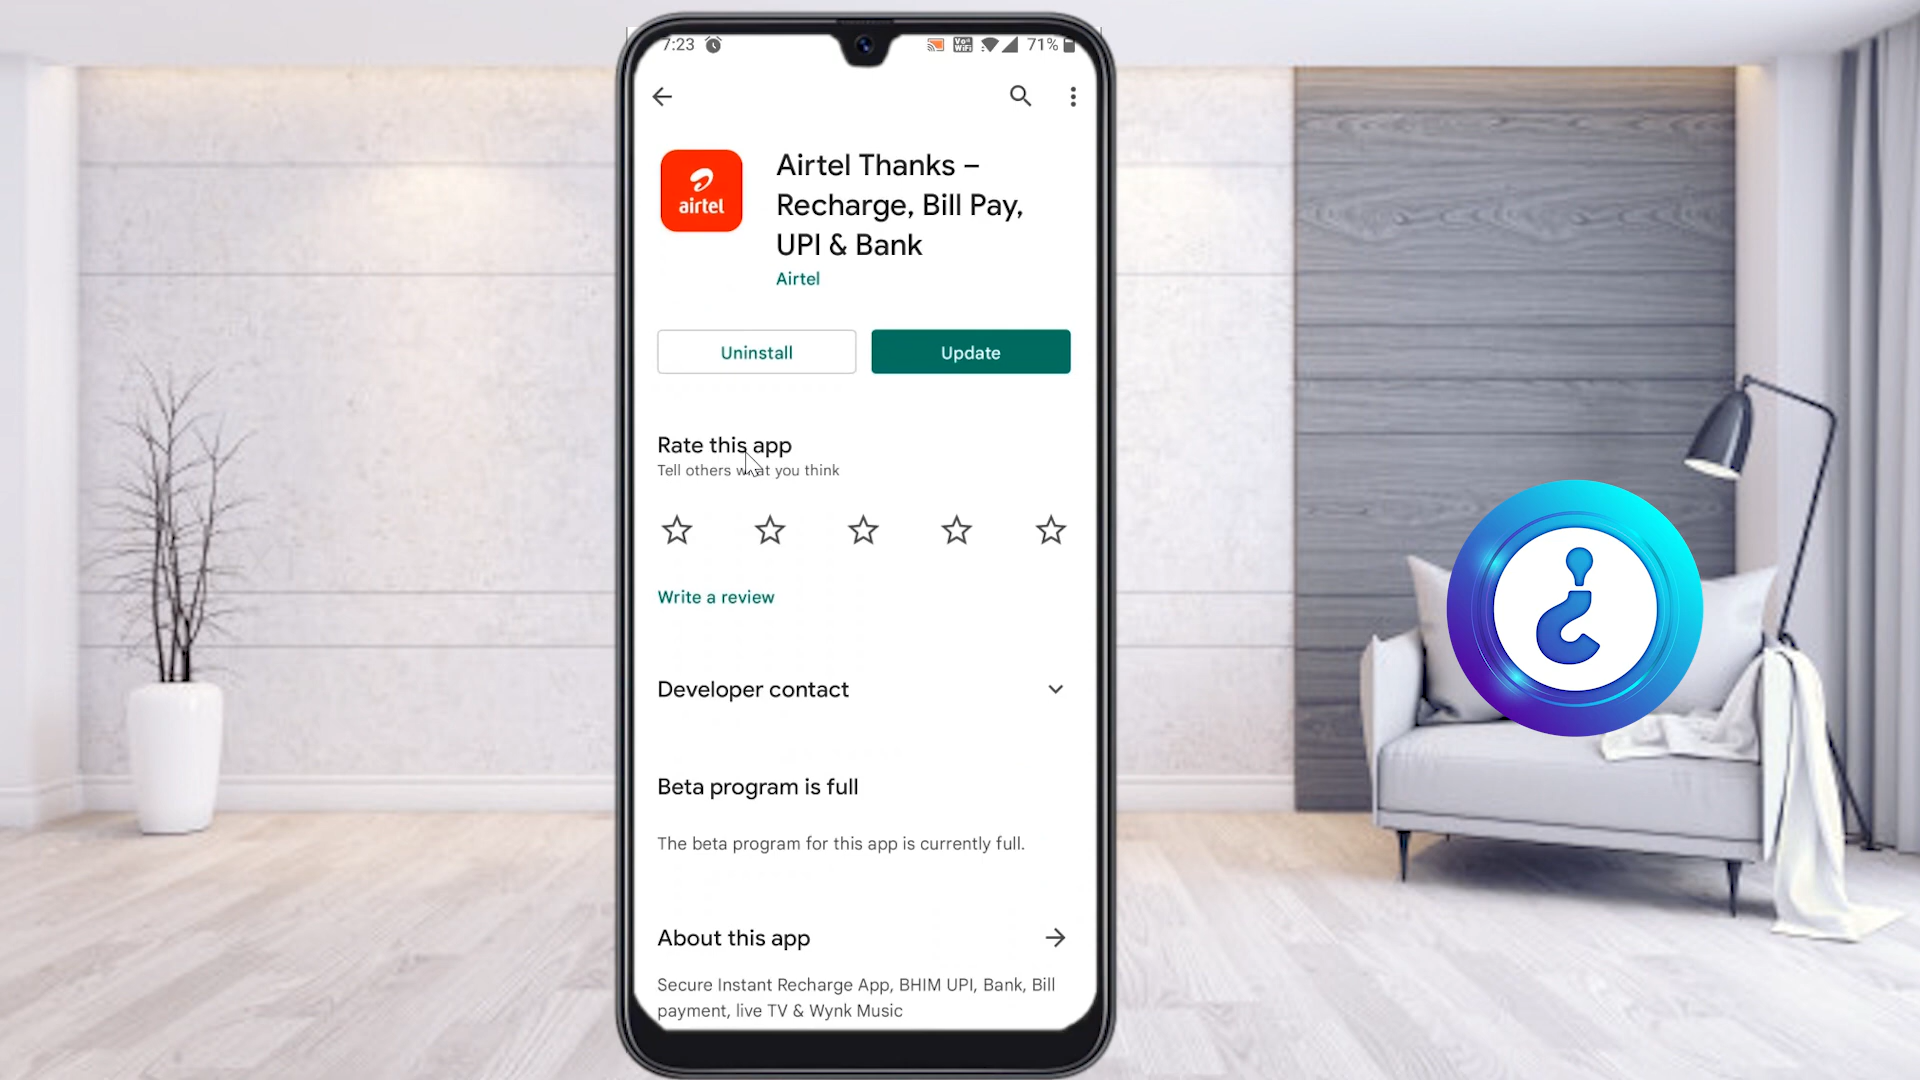 7:23
Vo WiFi
71%
airtel
Airtel Thanks –
Recharge, Bill Pay,
UPI & Bank
Airtel
Uninstall
Update
Rate this app
Tell others what you think
Write a review
Developer contact
Beta program is full
The beta program for this app is currently full.
About this app
Secure Instant Recharge App, BHIM UPI, Bank, Bill
payment, live TV & Wynk Music